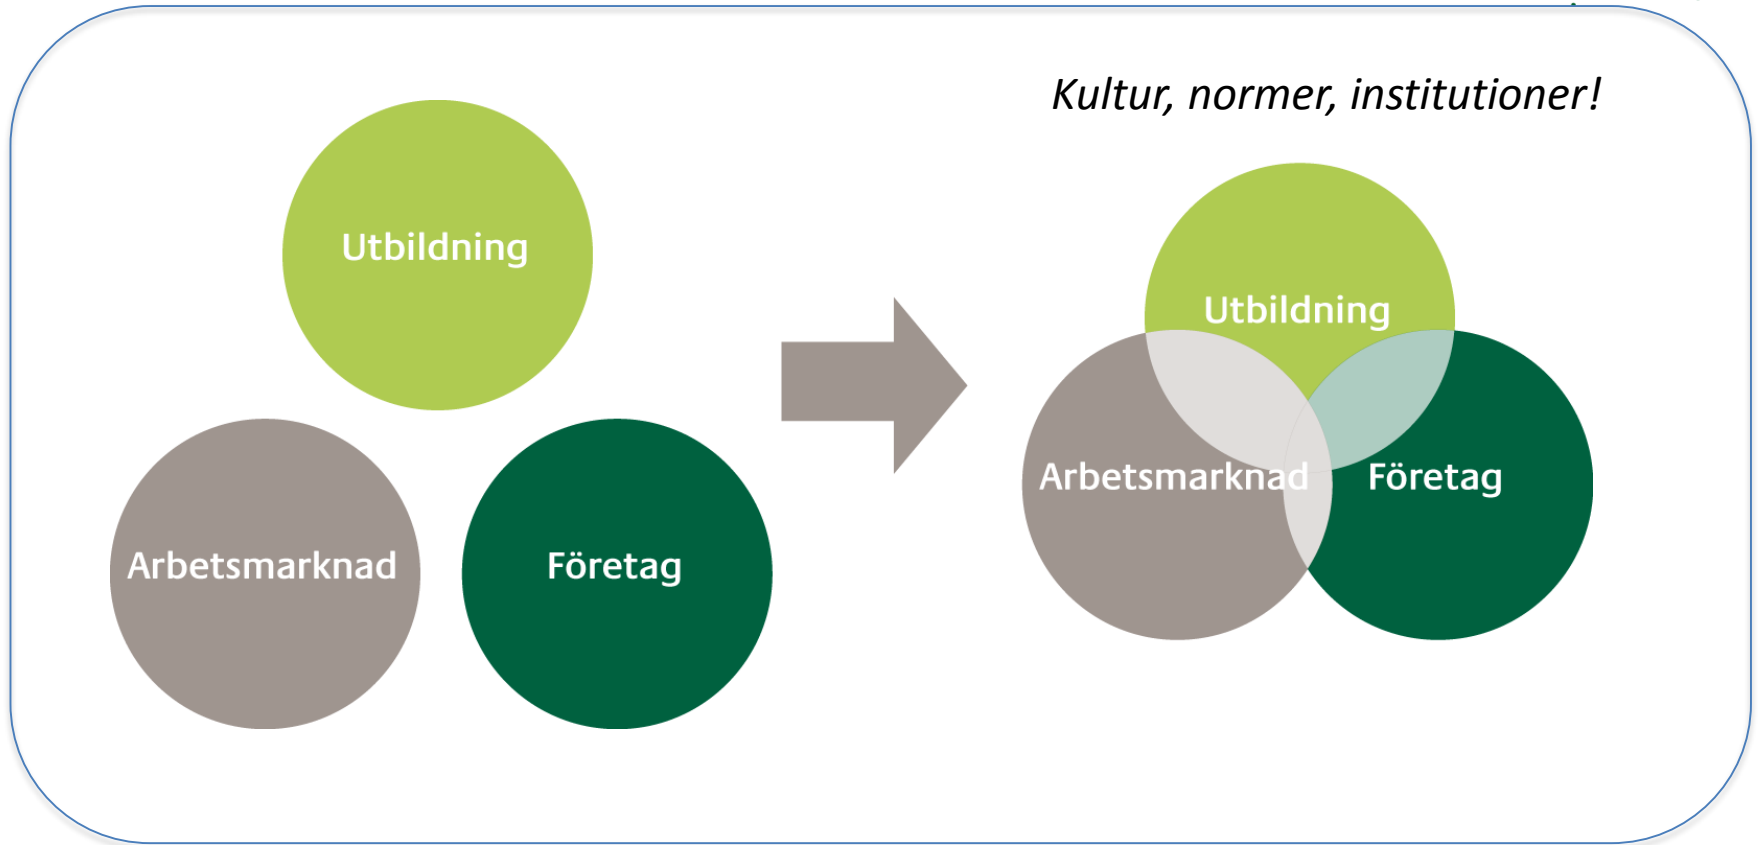 Kultur, normer, institutioner!
Utbildning
Arbetsmarknad
Företag
Utbildning
Arbetsmarknad
Företag